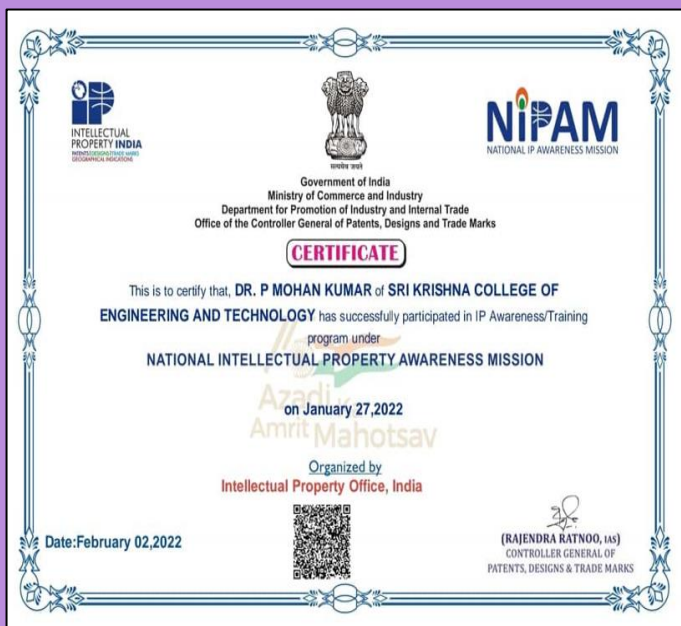 INTELLECTUAL
PROPERTY INDIA
PATENTS | DESIGNS | TRADE MARKS
GEOGRAPHICAL INDICATIONS
सत्यमेव जयते
NiPAM
NATIONAL IP AWARENESS MISSION
Government of India
Ministry of Commerce and Industry
Department for Promotion of Industry and Internal Trade
Office of the Controller General of Patents, Designs and Trade Marks
CERTIFICATE
This is to certify that, DR. P MOHAN KUMAR of SRI KRISHNA COLLEGE OF
ENGINEERING AND TECHNOLOGY has successfully participated in IP Awareness/Training
program under
NATIONAL INTELLECTUAL PROPERTY AWARENESS MISSION
Azadi Ka
on January 27,2022
Amrit Mahotsav
Organized by
Intellectual Property Office, India
Date:February 02,2022
(RAJENDRA RATNOO, IAS)
CONTROLLER GENERAL OF
PATENTS, DESIGNS & TRADE MARKS